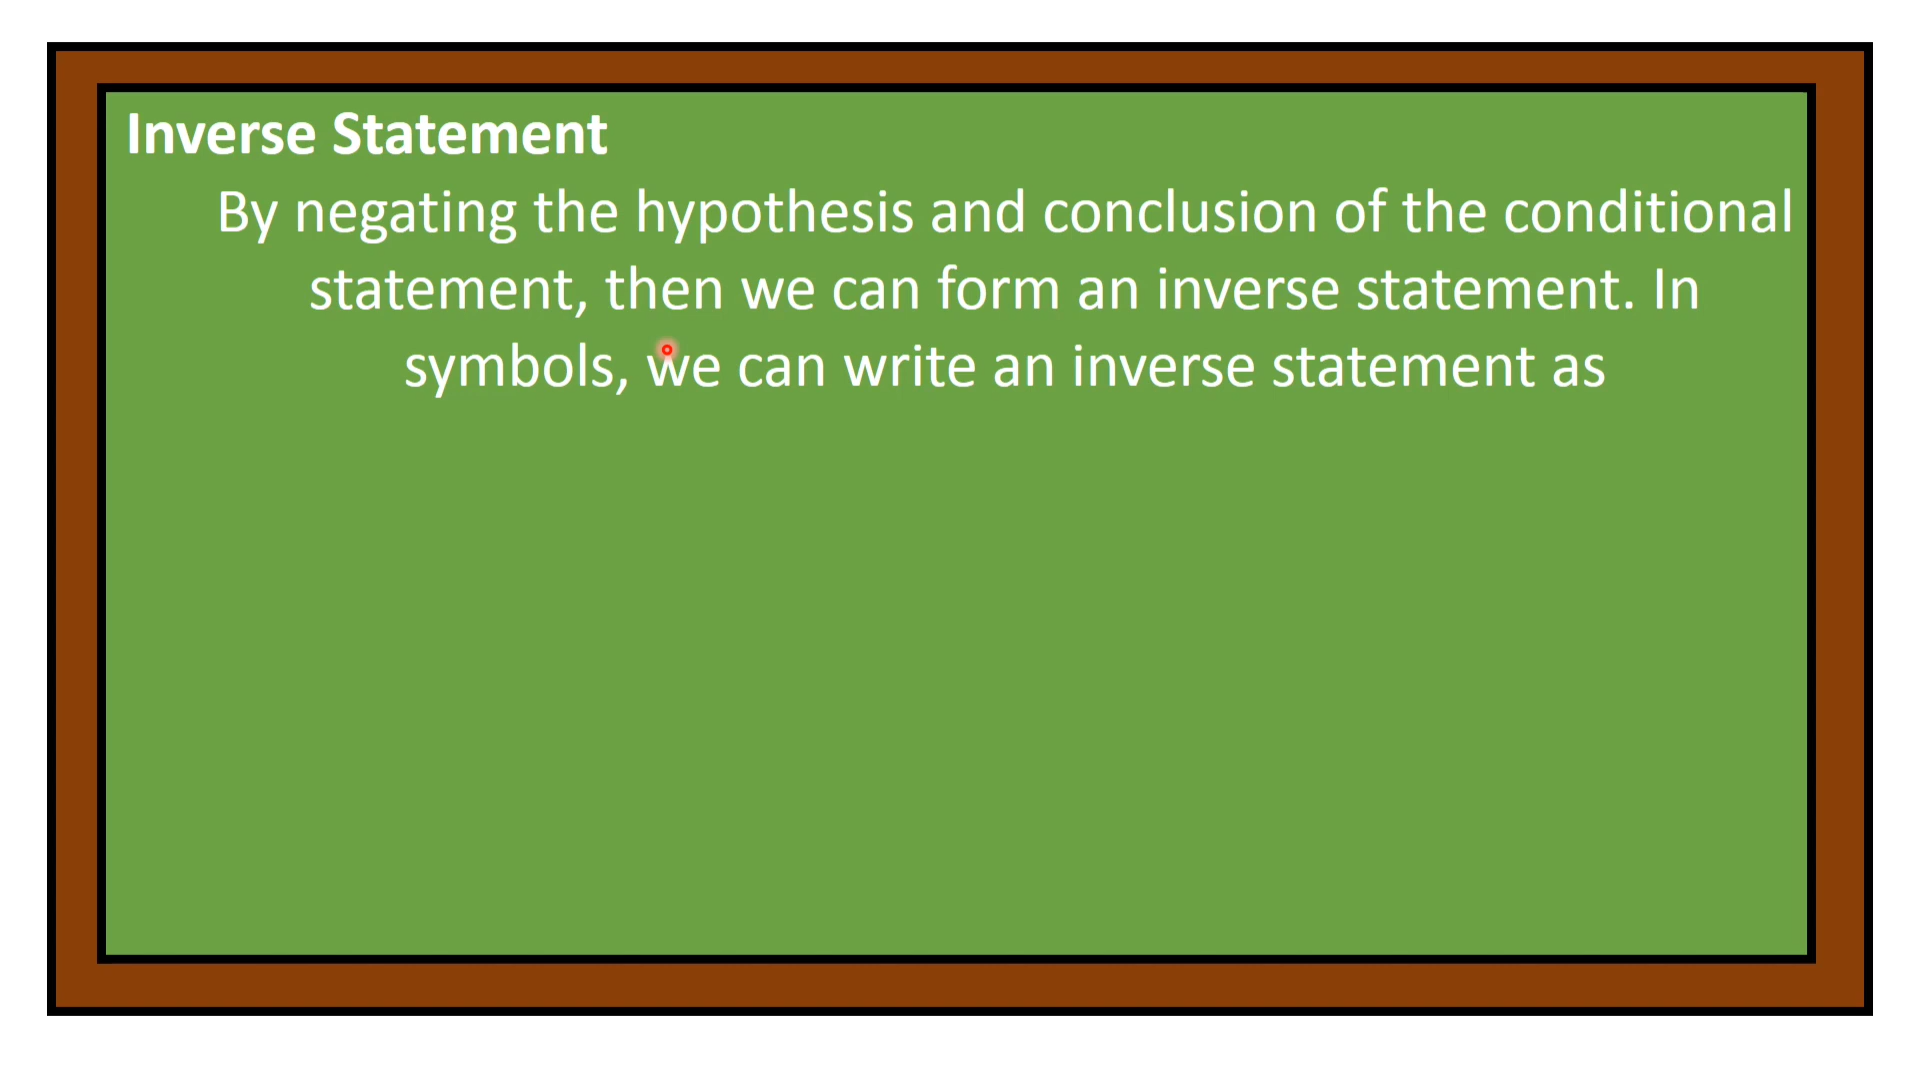 Inverse Statement
By negating the hypothesis and conclusion of the conditional
statement, then we can form an inverse statement. In
symbols, we can write an inverse statement as